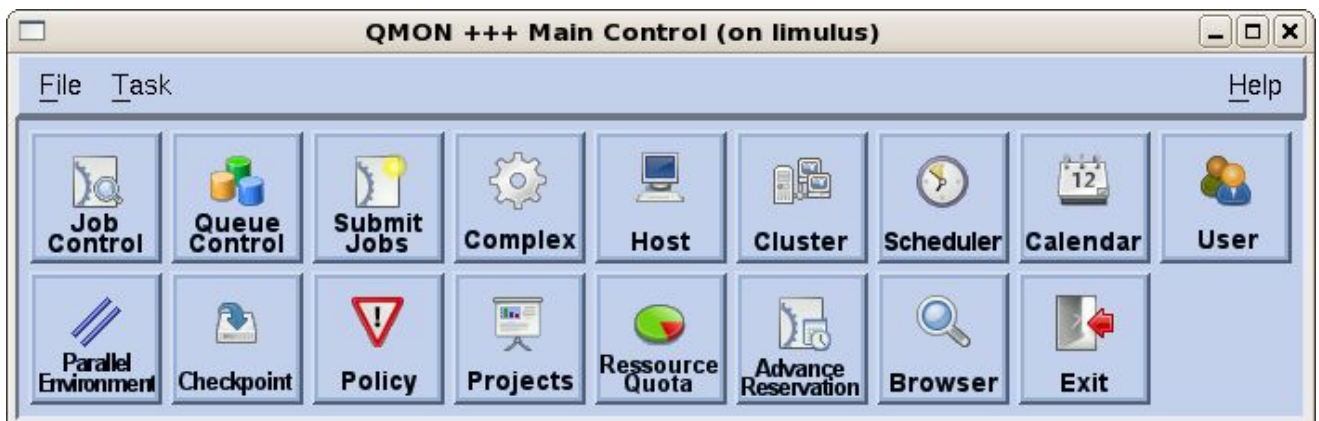 QMON +++ Main Control (on limulus)
File Task Help
Job
Control
Queue
Control
Submit
Jobs
Complex
Host
Cluster
Scheduler
12
Calendar
User
Parallel
Environment
Checkpoint
!
Policy
Projects
Ressource
Quota
Advance
Reservation
Browser
Exit